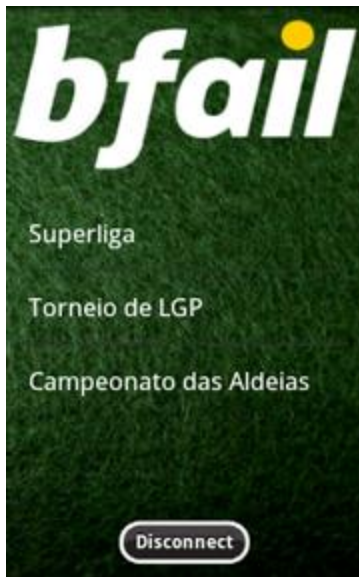 bfail
Superliga
Torneio de LGP
Campeonato das Aldeias
Disconnect